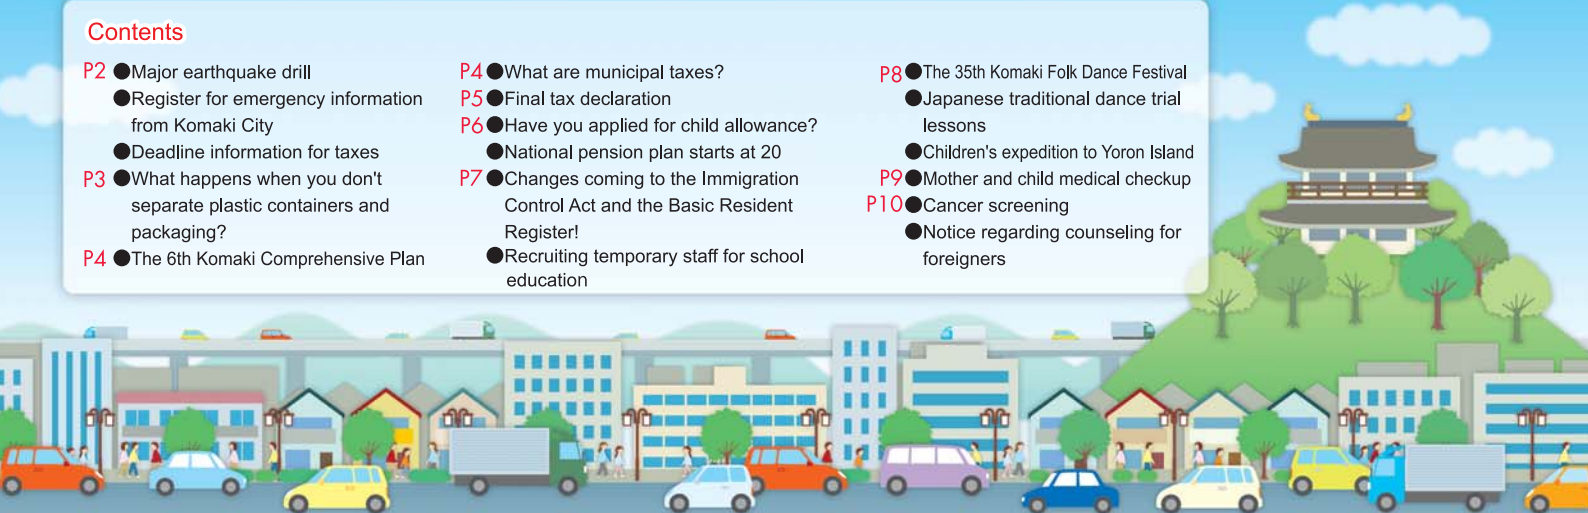 Contents
P2 ●Major earthquake drill
●Register for emergency information
from Komaki City
●Deadline information for taxes
P3 ●What happens when you don't
separate plastic containers and
packaging?
P4 ●The 6th Komaki Comprehensive Plan
P4 ●What are municipal taxes?
P5 ●Final tax declaration
P6 ●Have you applied for child allowance?
●National pension plan starts at 20
P7 ●Changes coming to the Immigration
Control Act and the Basic Resident
Register!
●Recruiting temporary staff for school
education
P8 ●The 35th Komaki Folk Dance Festival
●Japanese traditional dance trial
lessons
●Children's expedition to Yoron Island
P9 ●Mother and child medical checkup
P10 ●Cancer screening
●Notice regarding counseling for
foreigners